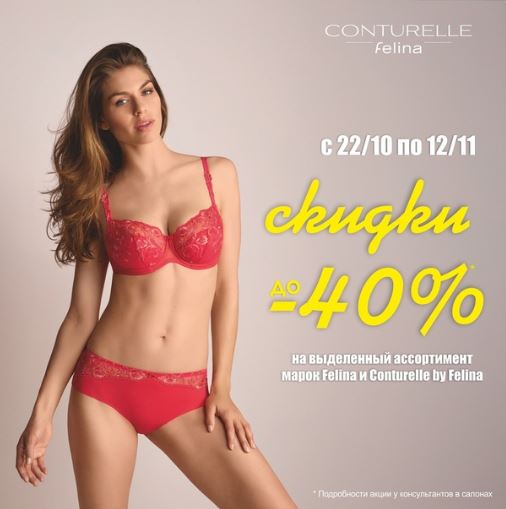 CONTURELLE
Felina
с 22/10 по 12/11
скидки
до
-40%*
на выделенный ассортимент
марок Felina и Conturelle by Felina
* Подробности акции у консультантов в салонах